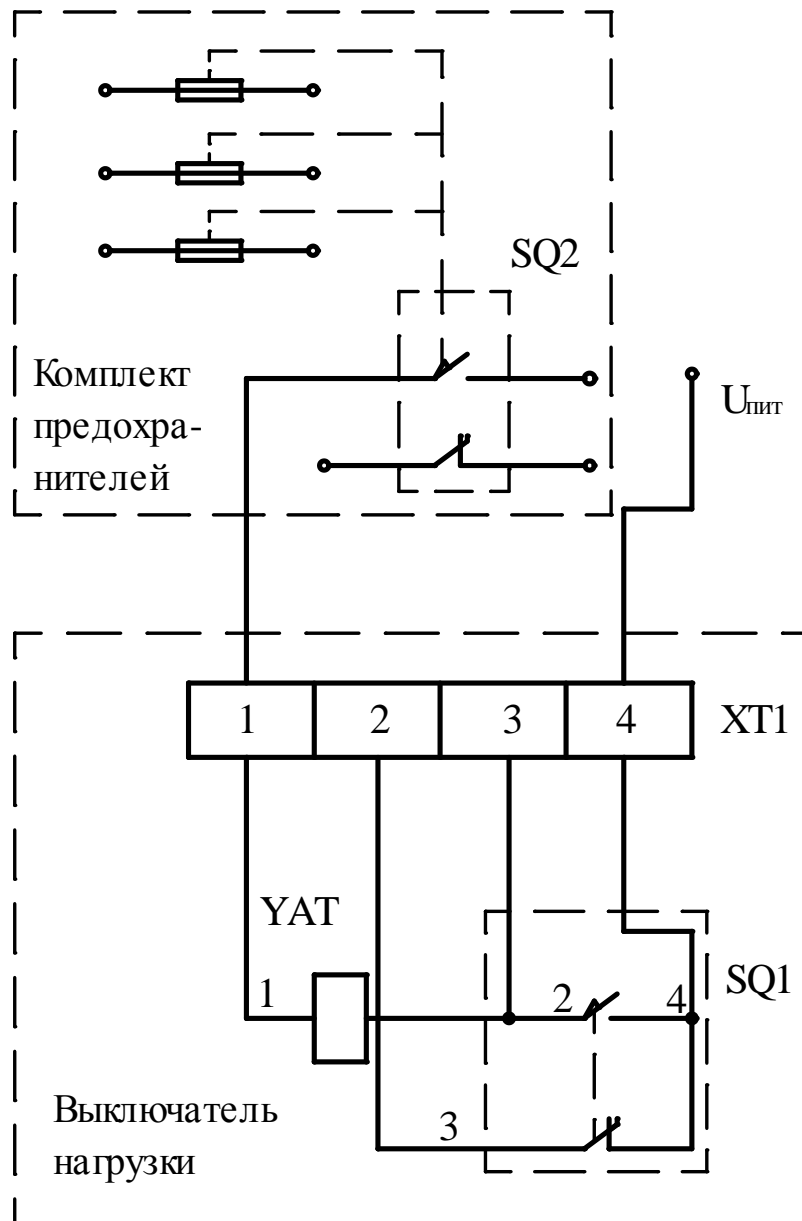 SQ2
Комплект
предохра-
нителей
Uпит
1 2 3 4 XT1
YAT
SQ1
1 2 4
3
Выключатель
нагрузки